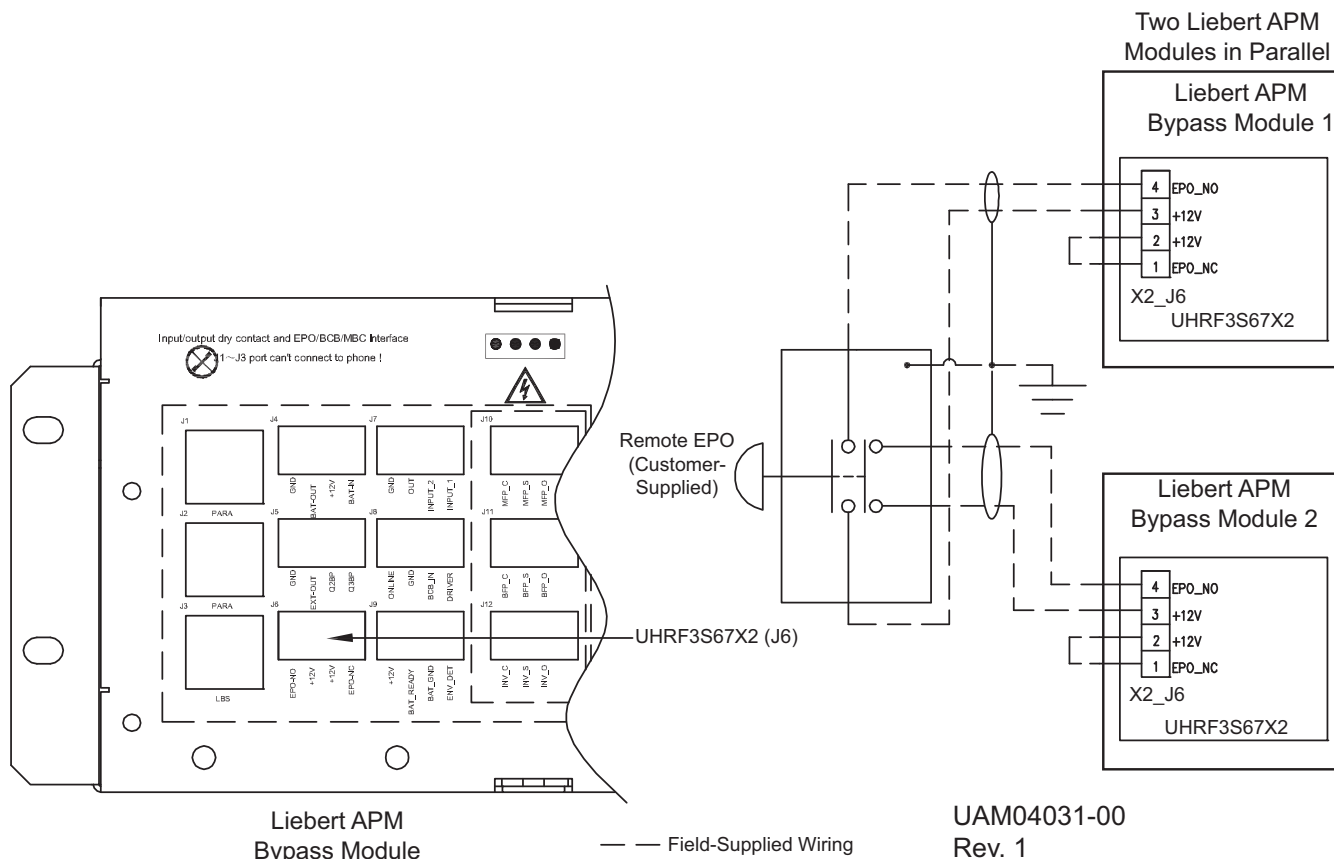 Two Liebert APM
Modules in Parallel
Liebert APM
Bypass Module 1
4 EPO_NO
3 +12V
2 +12V
1 EPO_NC
X2_J6
UHRF3S67X2
Input/output dry contact and EPO/BCB/MBC Interface
J1~J3 port can't connect to phone !
J1
PARA
J2
PARA
J3
LBS
J4
GND
BAT-OUT
+12V
BAT-IN
J5
GND
EXT-OUT
Q2BP
Q3BP
J6
EPO-NO
+12V
+12V
EPO-NC
J7
GND
OUT
INPUT_2
INPUT_1
J8
ONLINE
GND
BCB_IN
DRIVER
J9
+12V
BAT_READY
BAT_GND
ENV_DET
J10
MFP_C
MFP_S
MFP_O
J11
BFP_C
BFP_S
BFP_O
J12
INV_C
INV_S
INV_O
UHRF3S67X2 (J6)
Remote EPO
(Customer-
Supplied)
Liebert APM
Bypass Module 2
4 EPO_NO
3 +12V
2 +12V
1 EPO_NC
X2_J6
UHRF3S67X2
Liebert APM
Bypass Module
Field-Supplied Wiring
UAM04031-00
Rev. 1